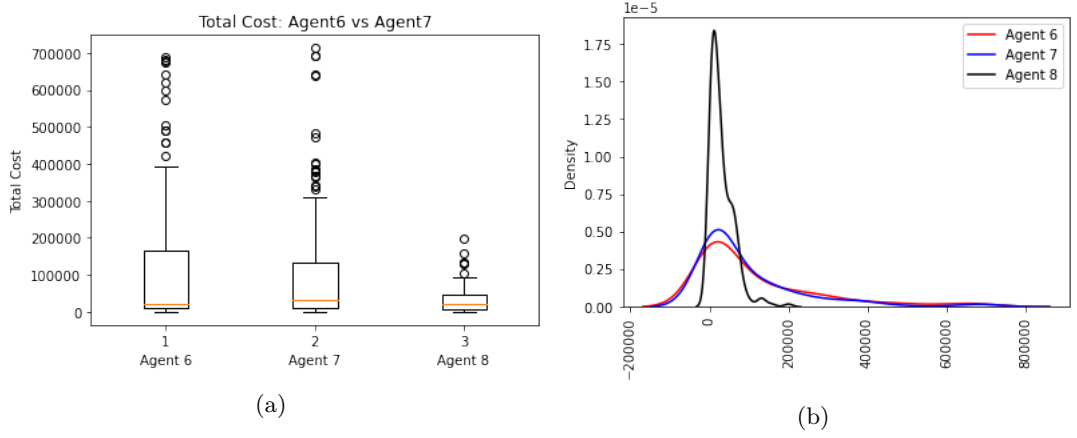 Total Cost: Agent6 vs Agent7
Total Cost
700000
600000
500000
400000
300000
200000
100000
0
1
Agent 6
2
Agent 7
3
Agent 8
(a)
1e−5
Density
1.75
1.50
1.25
1.00
0.75
0.50
0.25
0.00
Agent 6
Agent 7
Agent 8
−200000
0
200000
400000
600000
800000
(b)